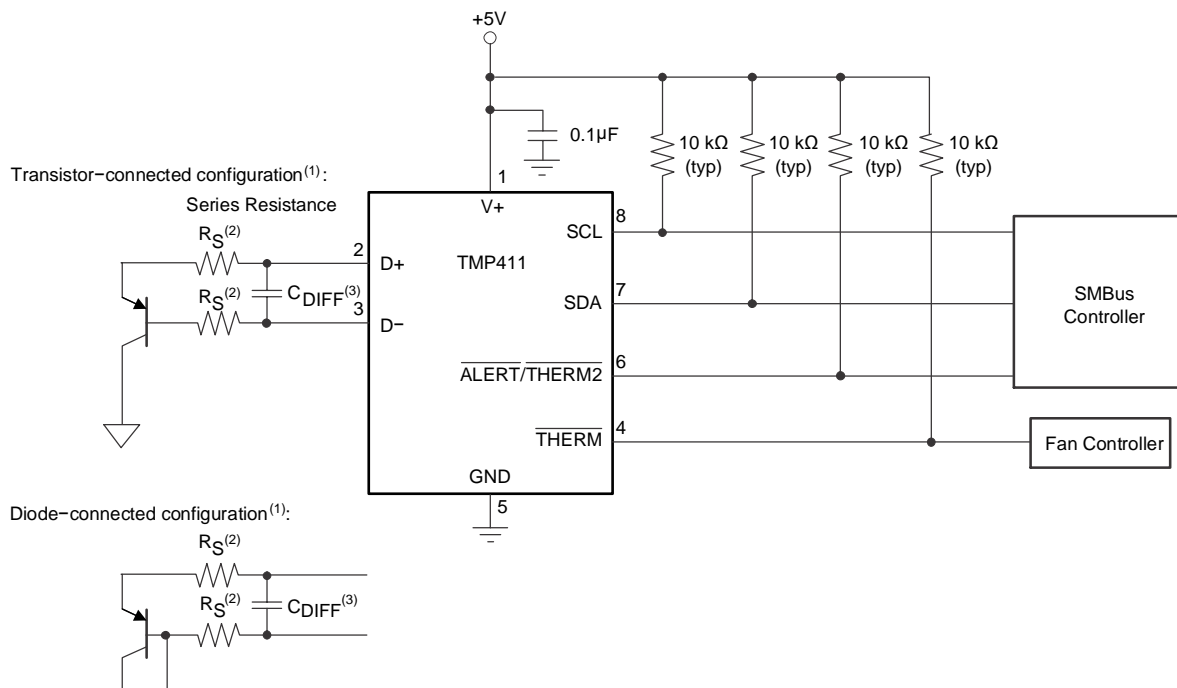 +5V
0.1µF
10 kΩ
(typ)
10 kΩ
(typ)
10 kΩ
(typ)
10 kΩ
(typ)
Transistor−connected configuration(1):
Series Resistance
1
V+
TMP411
RS(2)
2
D+
CDIFF(3)
RS(2)
3
D−
8
SCL
7
SDA
6
ALERT/THERM2
4
THERM
GND
5
SMBus
Controller
Fan Controller
Diode−connected configuration(1):
RS(2)
RS(2)
CDIFF(3)